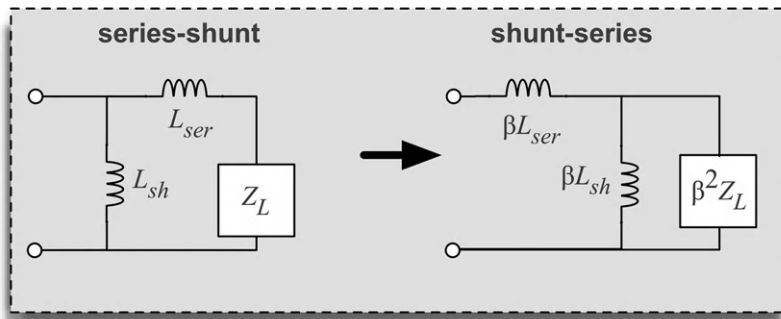 series-shunt
shunt-series
L_ser
βL_ser
L_sh
Z_L
βL_sh
β²Z_L